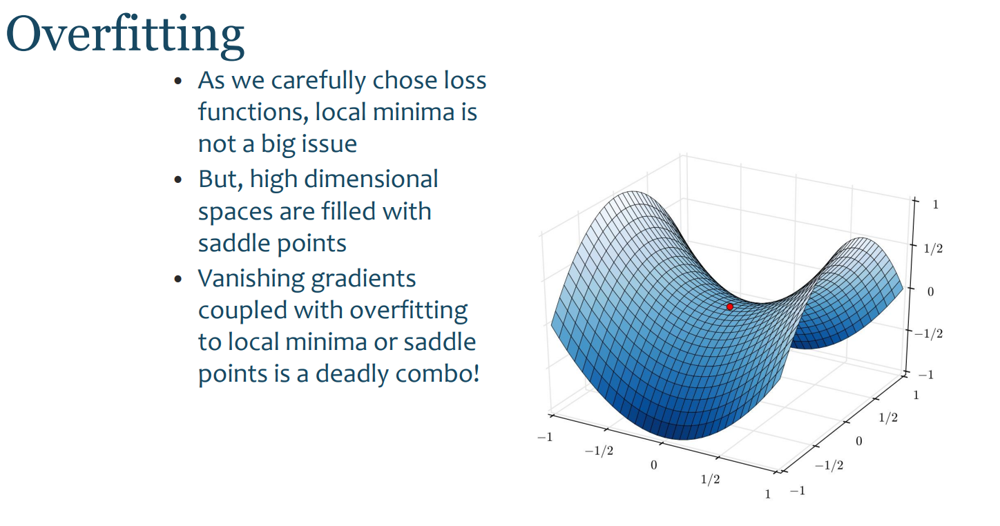 Overfitting
• As we carefully chose loss
functions, local minima is
not a big issue
• But, high dimensional
spaces are filled with
saddle points
• Vanishing gradients
coupled with overfitting
to local minima or saddle
points is a deadly combo!
1
1/2
0
−1/2
−1
1
1/2
0
−1/2
−1
−1
−1/2
0
1/2
1